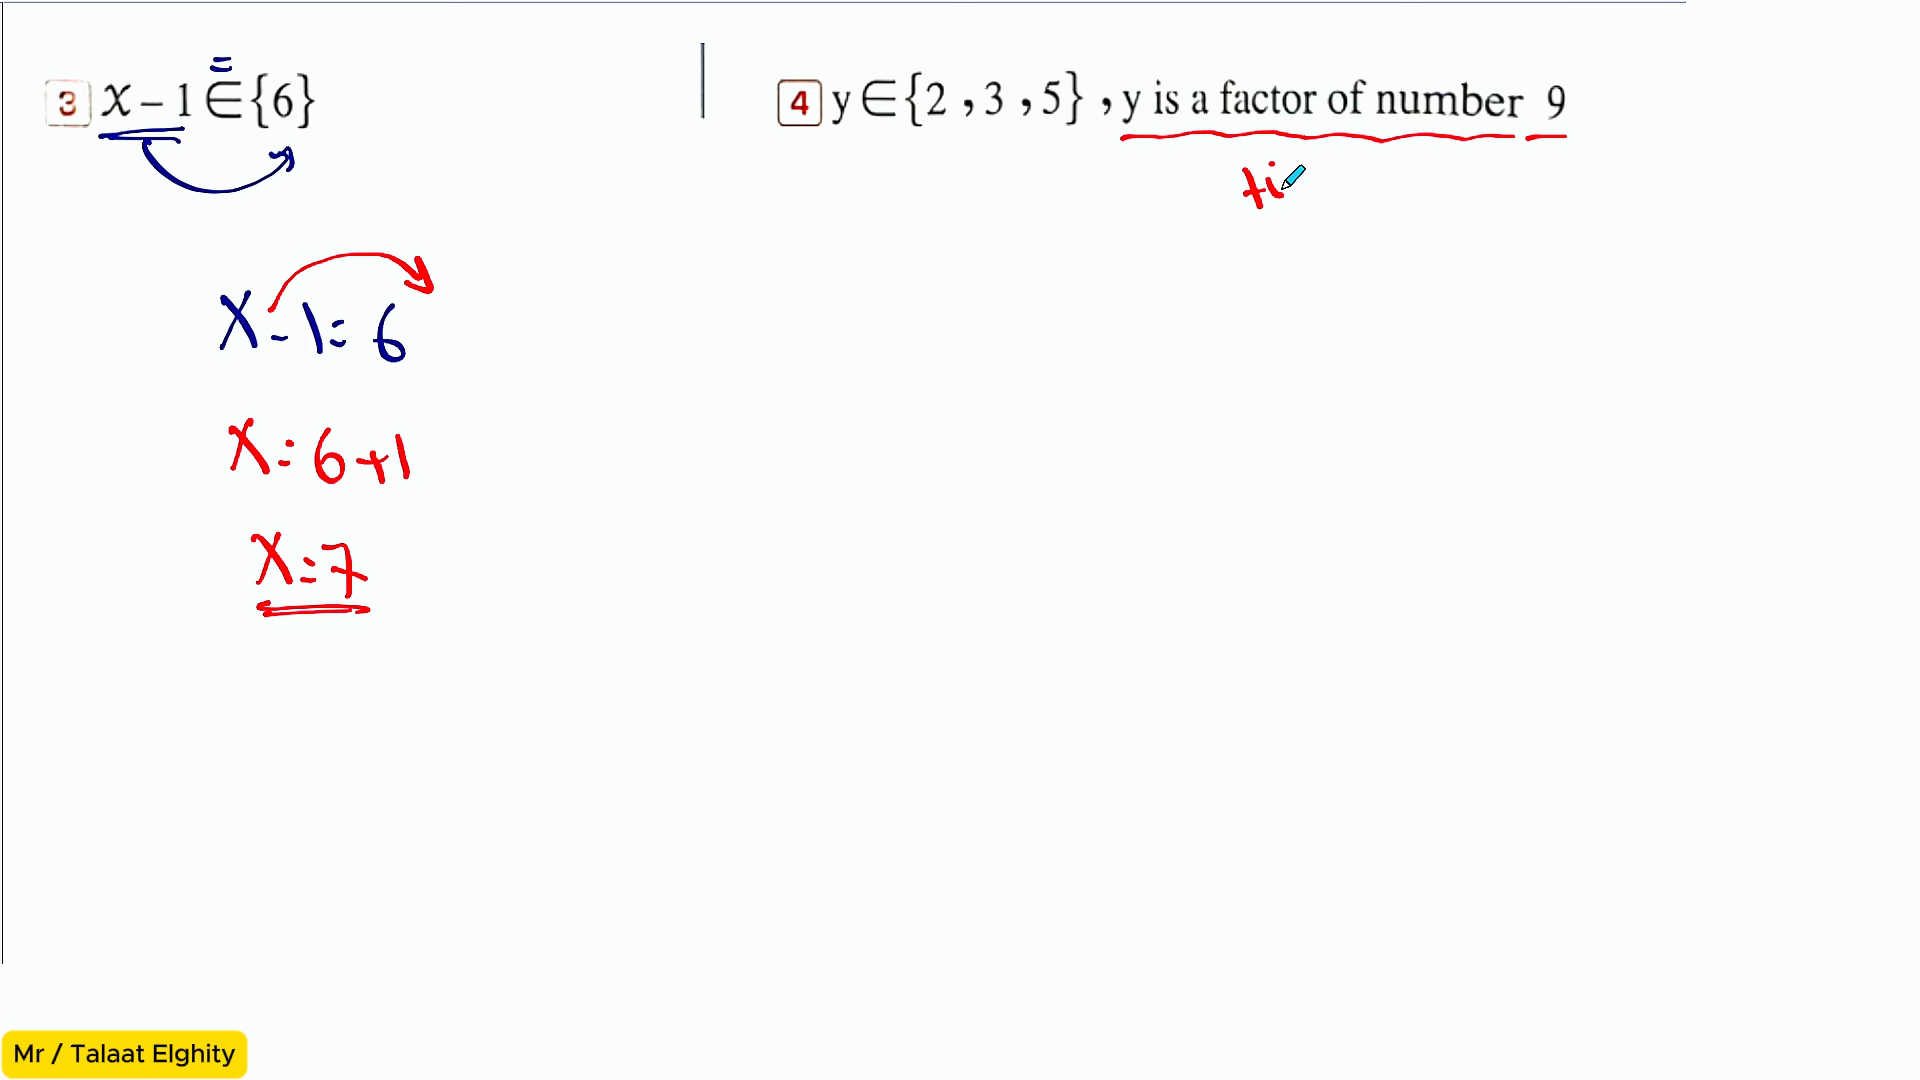 =
3 x – 1 ∈ {6}
4 y ∈ {2 , 3 , 5} , y is a factor of number 9
ti
x - 1 = 6
x = 6 + 1
x = 7
Mr / Talaat Elghity